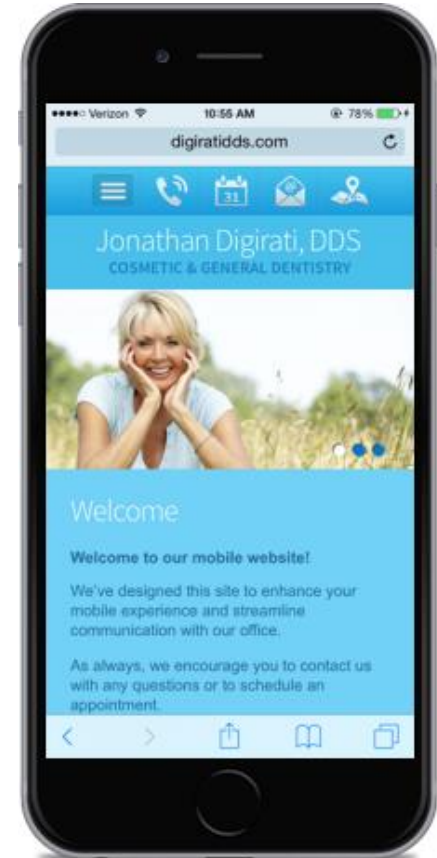 Verizon 10:55 AM 78%
digiratidds.com
31
Jonathan Digirati, DDS
COSMETIC & GENERAL DENTISTRY
Welcome
Welcome to our mobile website!
We've designed this site to enhance your
mobile experience and streamline
communication with our office.
As always, we encourage you to contact us
with any questions or to schedule an
appointment.